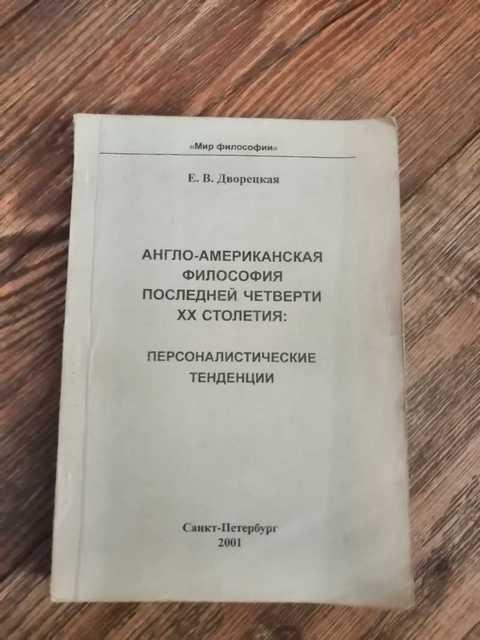 «Мир философии»
Е. В. Дворецкая
АНГЛО-АМЕРИКАНСКАЯ
ФИЛОСОФИЯ
ПОСЛЕДНЕЙ ЧЕТВЕРТИ
XX СТОЛЕТИЯ:
ПЕРСОНАЛИСТИЧЕСКИЕ
ТЕНДЕНЦИИ
Санкт-Петербург
2001